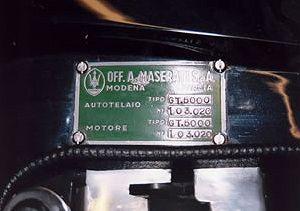 OFF. A. MASERATI S.p.A.
MODENA ITALIA
AUTOTELAIO TIPO GT.5000
N° 103.020
MOTORE TIPO GT.5000
N° 103.020